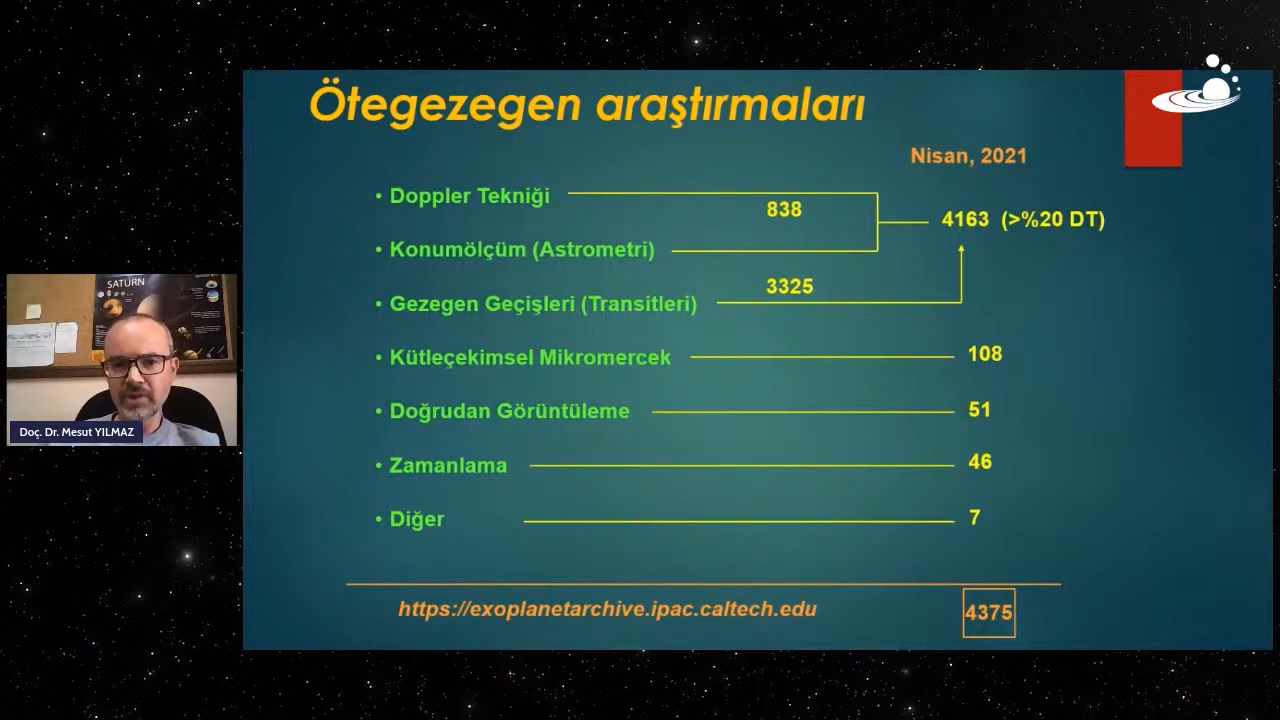 Ötegezegen araştırmaları
Nisan, 2021
• Doppler Tekniği
838
4163 (>%20 DT)
• Konumölçüm (Astrometri)
3325
• Gezegen Geçişleri (Transitleri)
• Kütleçekimsel Mikromercek 108
• Doğrudan Görüntüleme 51
• Zamanlama 46
• Diğer 7
https://exoplanetarchive.ipac.caltech.edu 4375
SATÜRN
Doç. Dr. Mesut YILMAZ